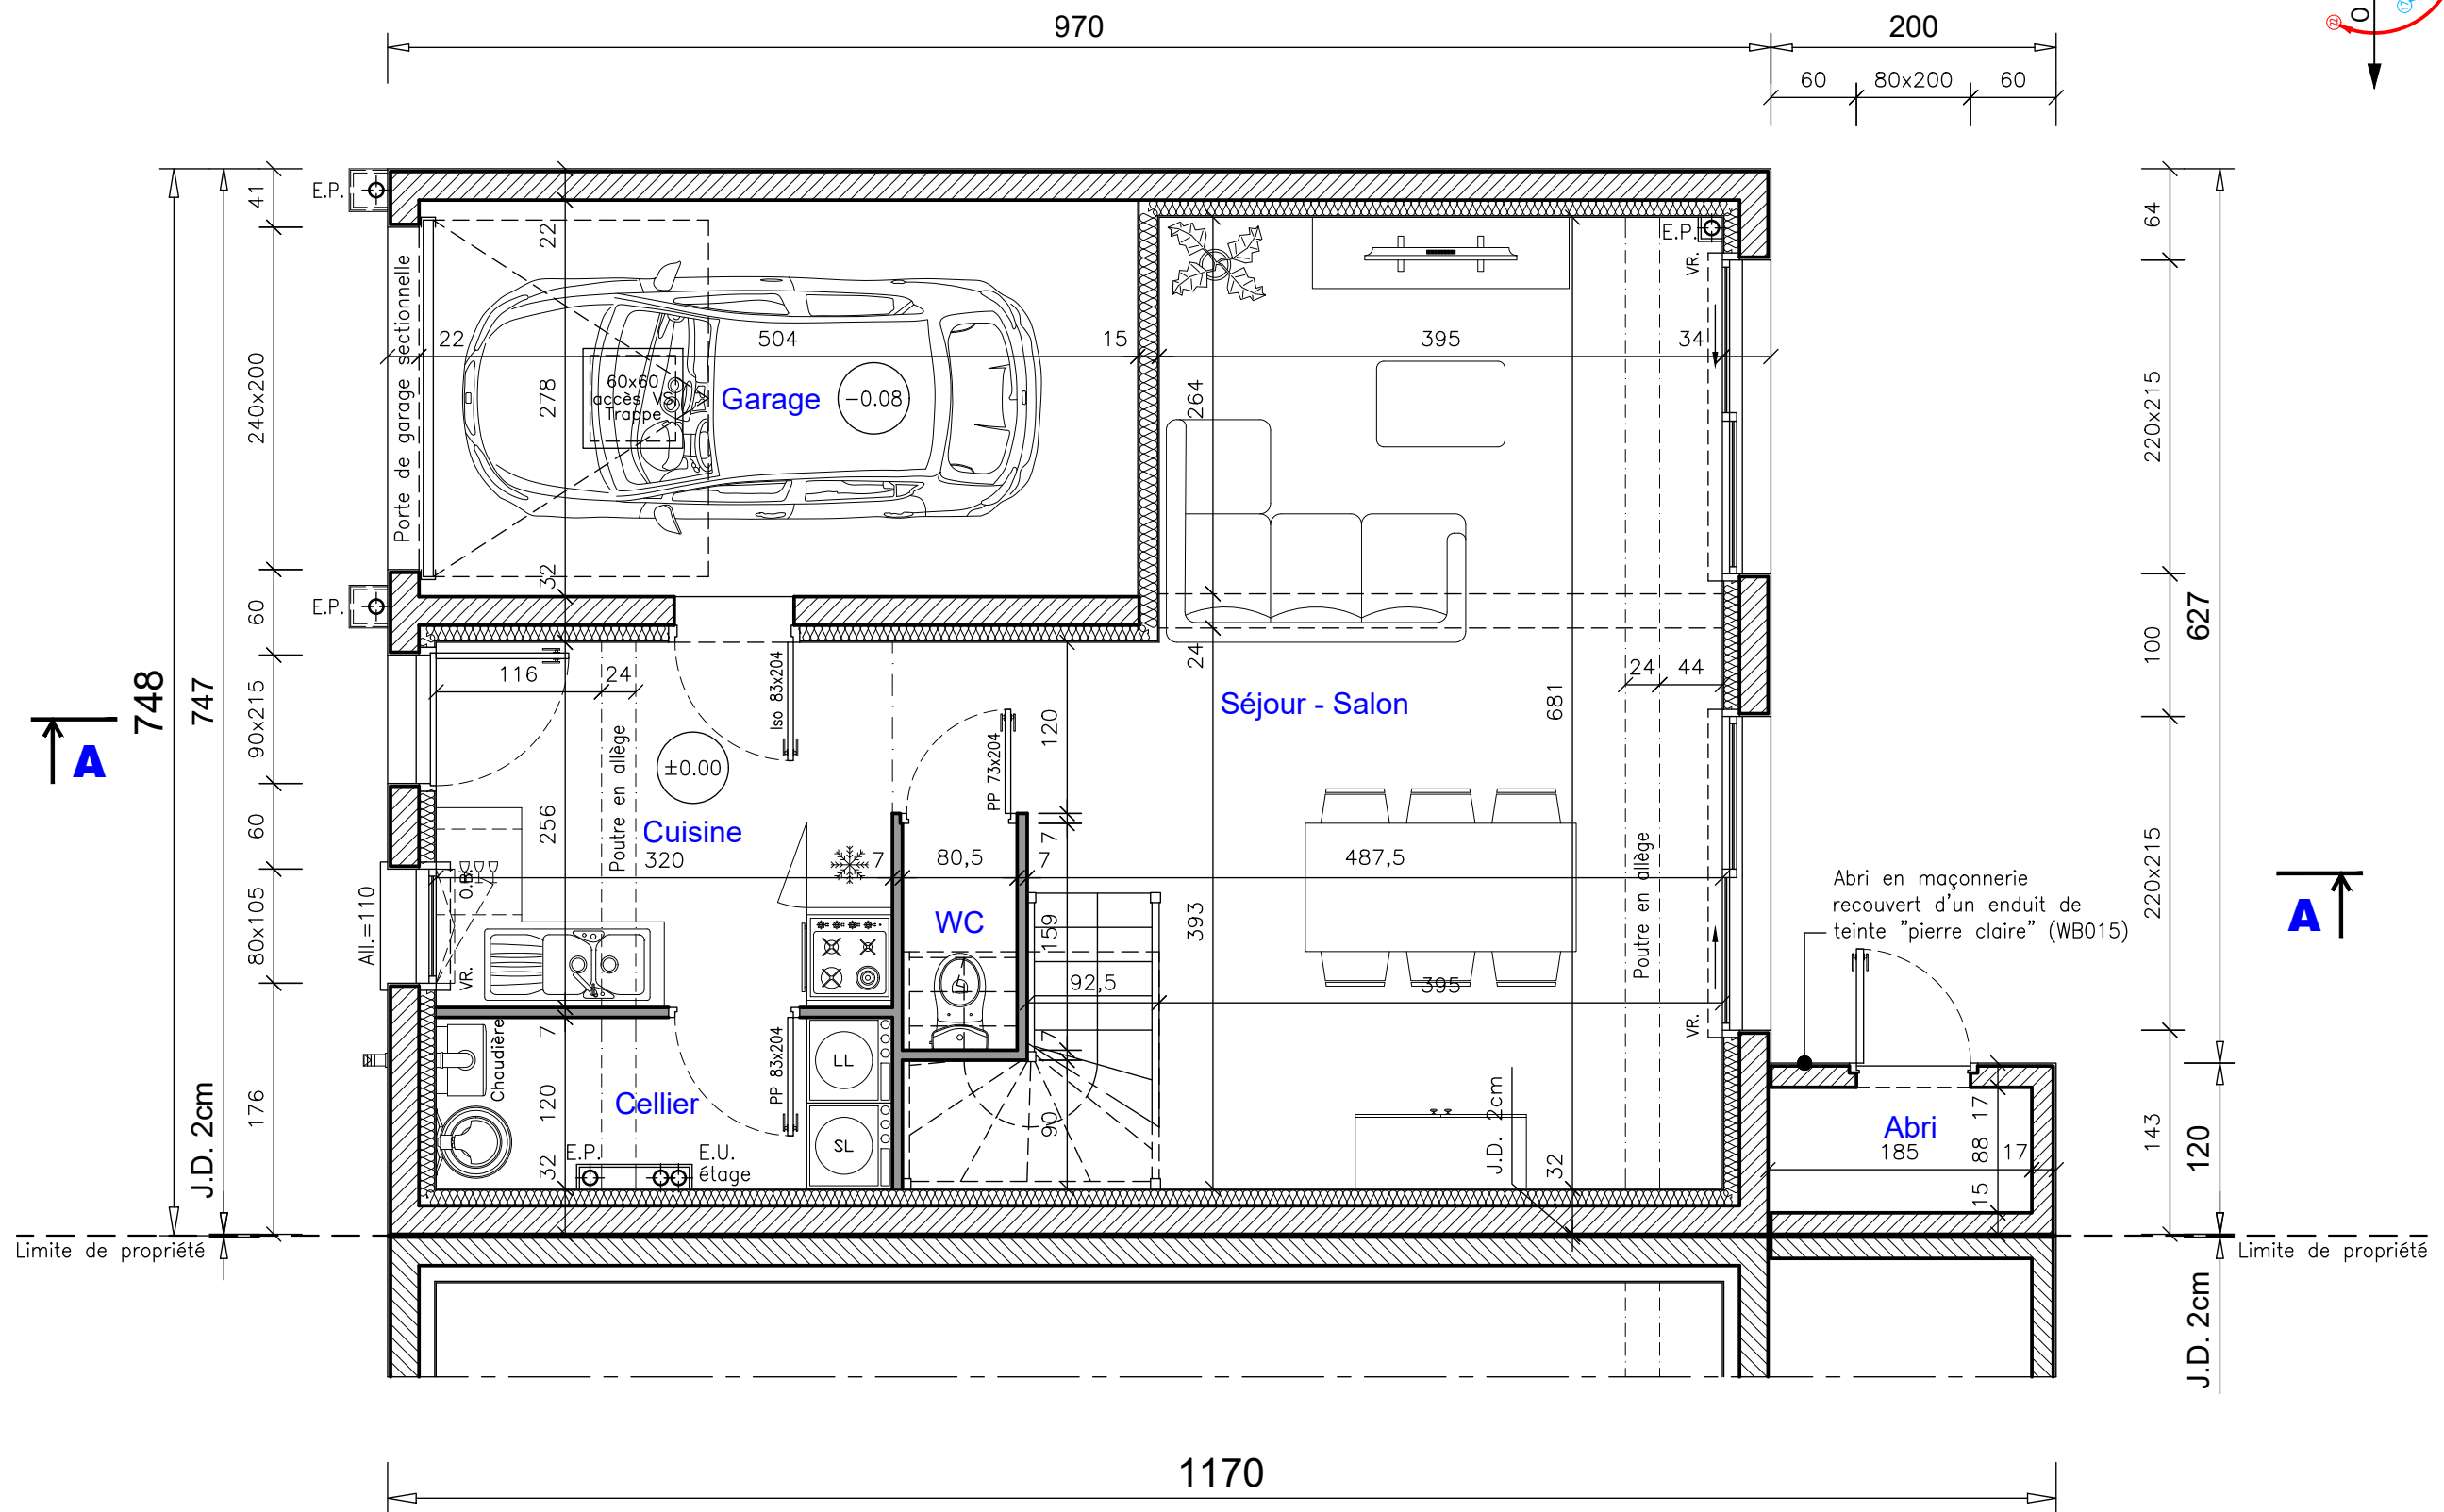 970
200
60
80x200
60
0
22
17
E.P.
41
22
64
E.P.
VR.
Porte de garage sectionnelle
240x200
22
504
15
395
34
278
60x60
accès VS
Trappe
Garage
-0.08
264
220x215
32
E.P.
60
627
100
24
116
24
Iso 83x204
Séjour - Salon
24
44
681
748
747
90x215
A
Poutre en allège
±0.00
120
PP 73x204
60
256
Cuisine
320
7
80,5
7
7
487,5
Poutre en allège
220x215
Abri en maçonnerie
recouvert d'un enduit de
teinte "pierre claire" (WB015)
A
All.=110
80x105
O.B.
VR.
WC
159
393
92,5
395
VR.
7
7
Chaudière
LL
J.D. 2cm
176
120
Cellier
PP 83x204
90
J.D. 2cm
Abri
17
143
120
SL
185
88
17
E.P.
E.U.
étage
32
32
15
Limite de propriété
Limite de propriété
J.D. 2cm
1170